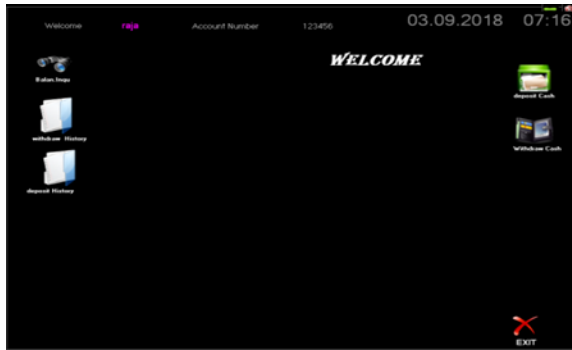 Welcome raja Account Number 123456 03.09.2018 07:16
WELCOME
Balan.Inqu
deposit Cash
withdraw History
Withdraw Cash
deposit History
EXIT